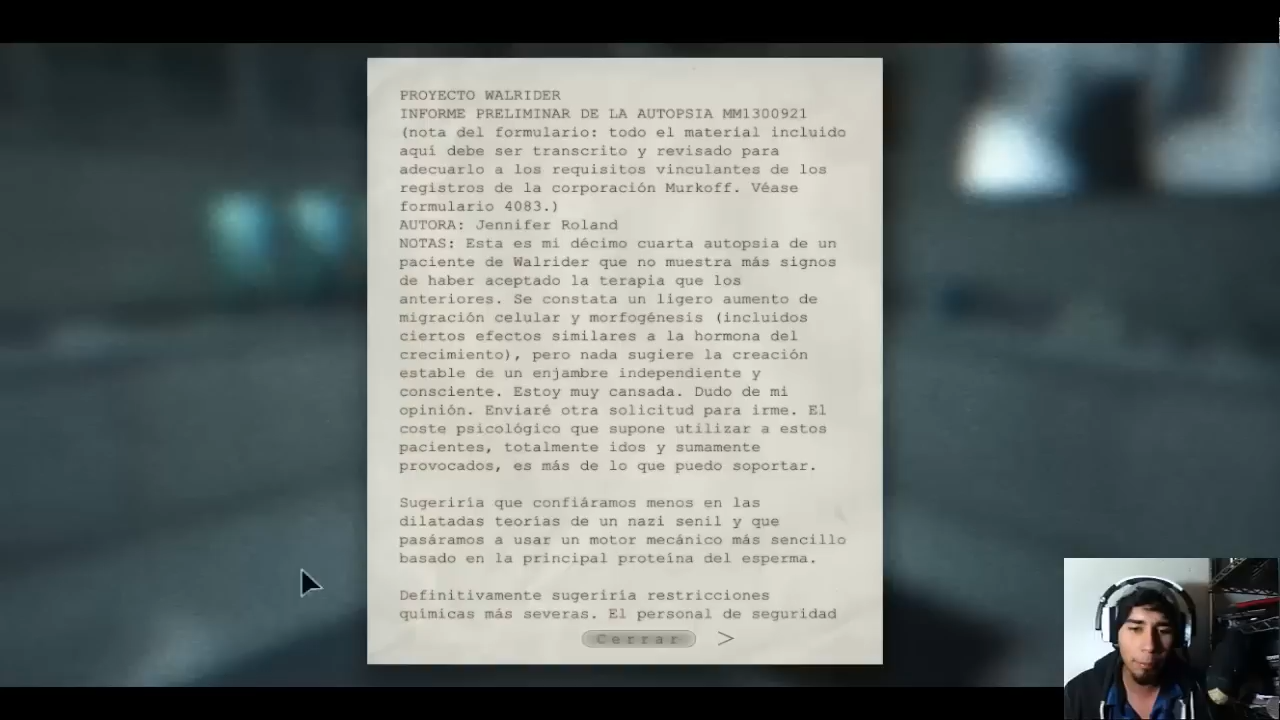 PROYECTO WALRIDER
INFORME PRELIMINAR DE LA AUTOPSIA MM1300921
(nota del formulario: todo el material incluido
aquí debe ser transcrito y revisado para
adecuarlo a los requisitos vinculantes de los
registros de la corporación Murkoff. Véase
formulario 4083.)
AUTORA: Jennifer Roland
NOTAS: Esta es mi décimo cuarta autopsia de un
paciente de Walrider que no muestra más signos
de haber aceptado la terapia que los
anteriores. Se constata un ligero aumento de
migración celular y morfogénesis (incluidos
ciertos efectos similares a la hormona del
crecimiento), pero nada sugiere la creación
estable de un enjambre independiente y
consciente. Estoy muy cansada. Dudo de mi
opinión. Enviaré otra solicitud para irme. El
coste psicológico que supone utilizar a estos
pacientes, totalmente idos y sumamente
provocados, es más de lo que puedo soportar.
Sugeriría que confiáramos menos en las
dilatadas teorías de un nazi senil y que
pasáramos a usar un motor mecánico más sencillo
basado en la principal proteína del esperma.
Definitivamente sugeriría restricciones
químicas más severas. El personal de seguridad
Cerrar >